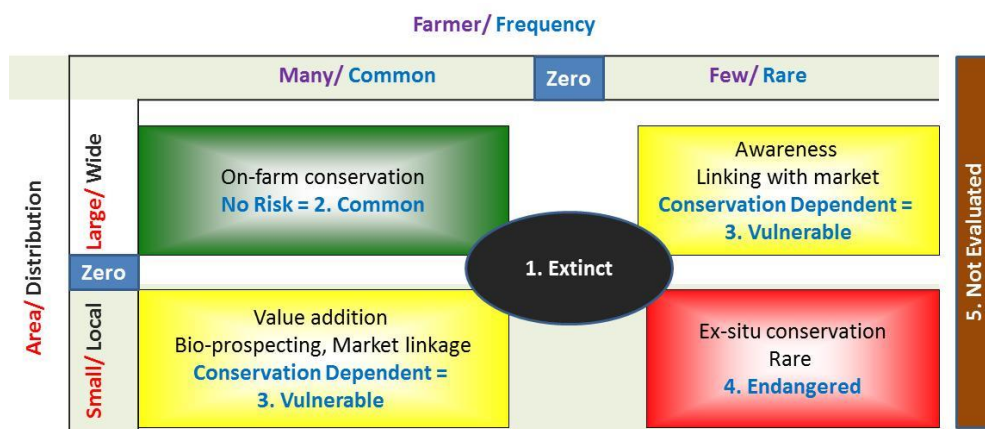 Farmer/ Frequency
Many/ Common
Zero
Few/ Rare
Area/ Distribution
Large/ Wide
On-farm conservation
No Risk = 2. Common
Awareness
Linking with market
Conservation Dependent =
3. Vulnerable
Zero
1. Extinct
Small/ Local
Value addition
Bio-prospecting, Market linkage
Conservation Dependent =
3. Vulnerable
Ex-situ conservation
Rare
4. Endangered
5. Not Evaluated